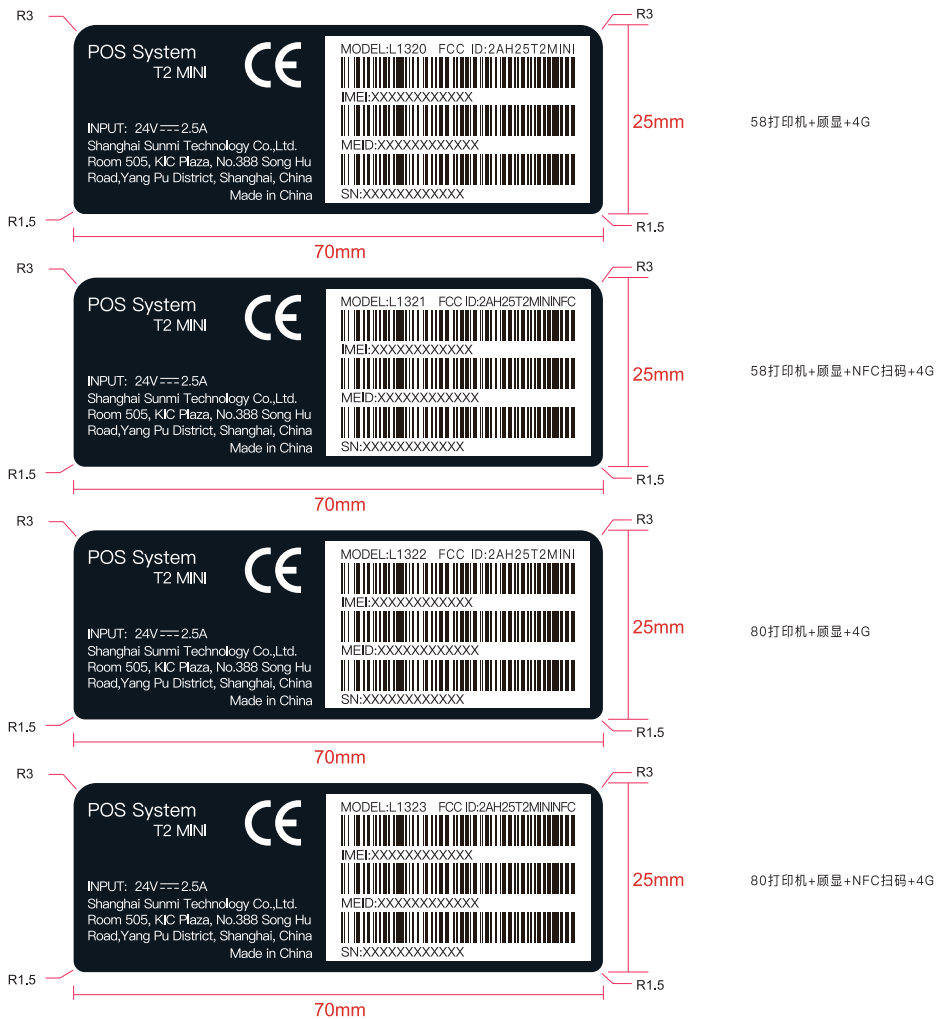 R3
R3
POS System
T2 MINI
CE
MODEL:L1320 FCC ID:2AH25T2MINI
IMEI:XXXXXXXXXXXX
MEID:XXXXXXXXXXXX
SN:XXXXXXXXXXXX
INPUT: 24V⎓2.5A
Shanghai Sunmi Technology Co.,Ltd.
Room 505, KIC Plaza, No.388 Song Hu
Road,Yang Pu District, Shanghai, China
Made in China
25mm
58打印机+顾显+4G
R1.5
R1.5
70mm
R3
R3
POS System
T2 MINI
CE
MODEL:L1321 FCC ID:2AH25T2MININFC
IMEI:XXXXXXXXXXXX
MEID:XXXXXXXXXXXX
SN:XXXXXXXXXXXX
INPUT: 24V⎓2.5A
Shanghai Sunmi Technology Co.,Ltd.
Room 505, KIC Plaza, No.388 Song Hu
Road,Yang Pu District, Shanghai, China
Made in China
25mm
58打印机+顾显+NFC扫码+4G
R1.5
R1.5
70mm
R3
R3
POS System
T2 MINI
CE
MODEL:L1322 FCC ID:2AH25T2MINI
IMEI:XXXXXXXXXXXX
MEID:XXXXXXXXXXXX
SN:XXXXXXXXXXXX
INPUT: 24V⎓2.5A
Shanghai Sunmi Technology Co.,Ltd.
Room 505, KIC Plaza, No.388 Song Hu
Road,Yang Pu District, Shanghai, China
Made in China
25mm
80打印机+顾显+4G
R1.5
R1.5
70mm
R3
R3
POS System
T2 MINI
CE
MODEL:L1323 FCC ID:2AH25T2MININFC
IMEI:XXXXXXXXXXXX
MEID:XXXXXXXXXXXX
SN:XXXXXXXXXXXX
INPUT: 24V⎓2.5A
Shanghai Sunmi Technology Co.,Ltd.
Room 505, KIC Plaza, No.388 Song Hu
Road,Yang Pu District, Shanghai, China
Made in China
25mm
80打印机+顾显+NFC扫码+4G
R1.5
R1.5
70mm